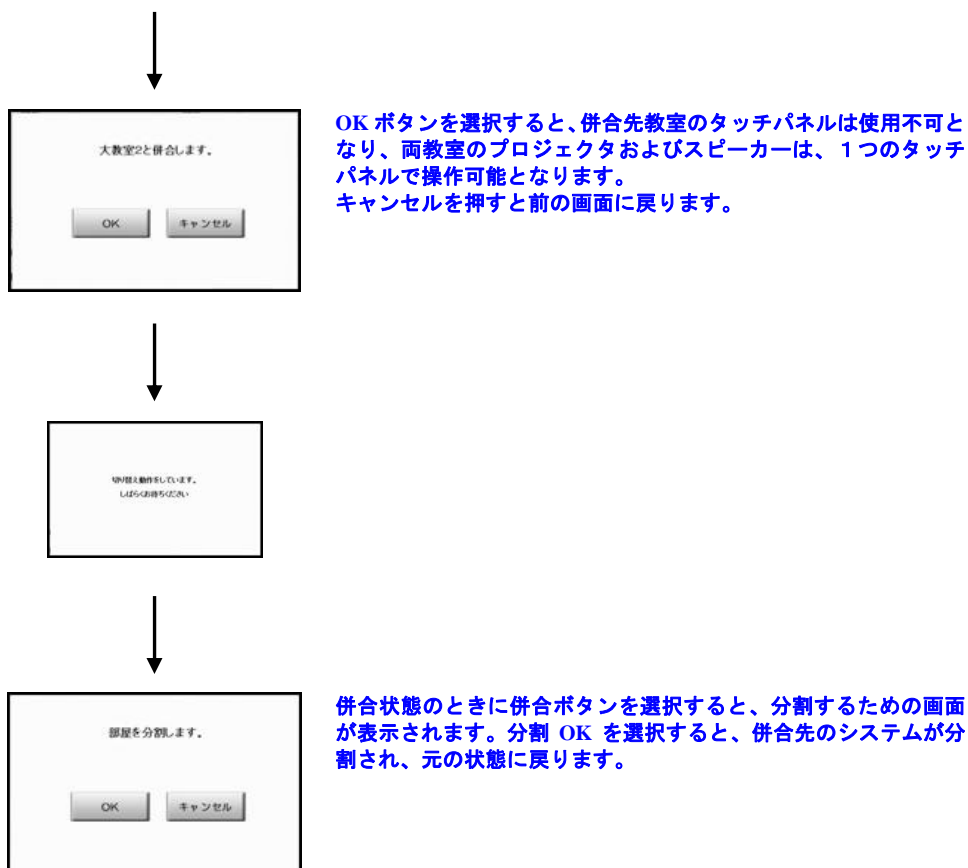 大教室2と併合します。
OK キャンセル
OK ボタンを選択すると、併合先教室のタッチパネルは使用不可と
なり、両教室のプロジェクタおよびスピーカーは、１つのタッチ
パネルで操作可能となります。
キャンセルを押すと前の画面に戻ります。
切り替え動作をしています。
しばらくお待ちください
部屋を分割します。
OK キャンセル
併合状態のときに併合ボタンを選択すると、分割するための画面
が表示されます。分割 OK を選択すると、併合先のシステムが分
割され、元の状態に戻ります。